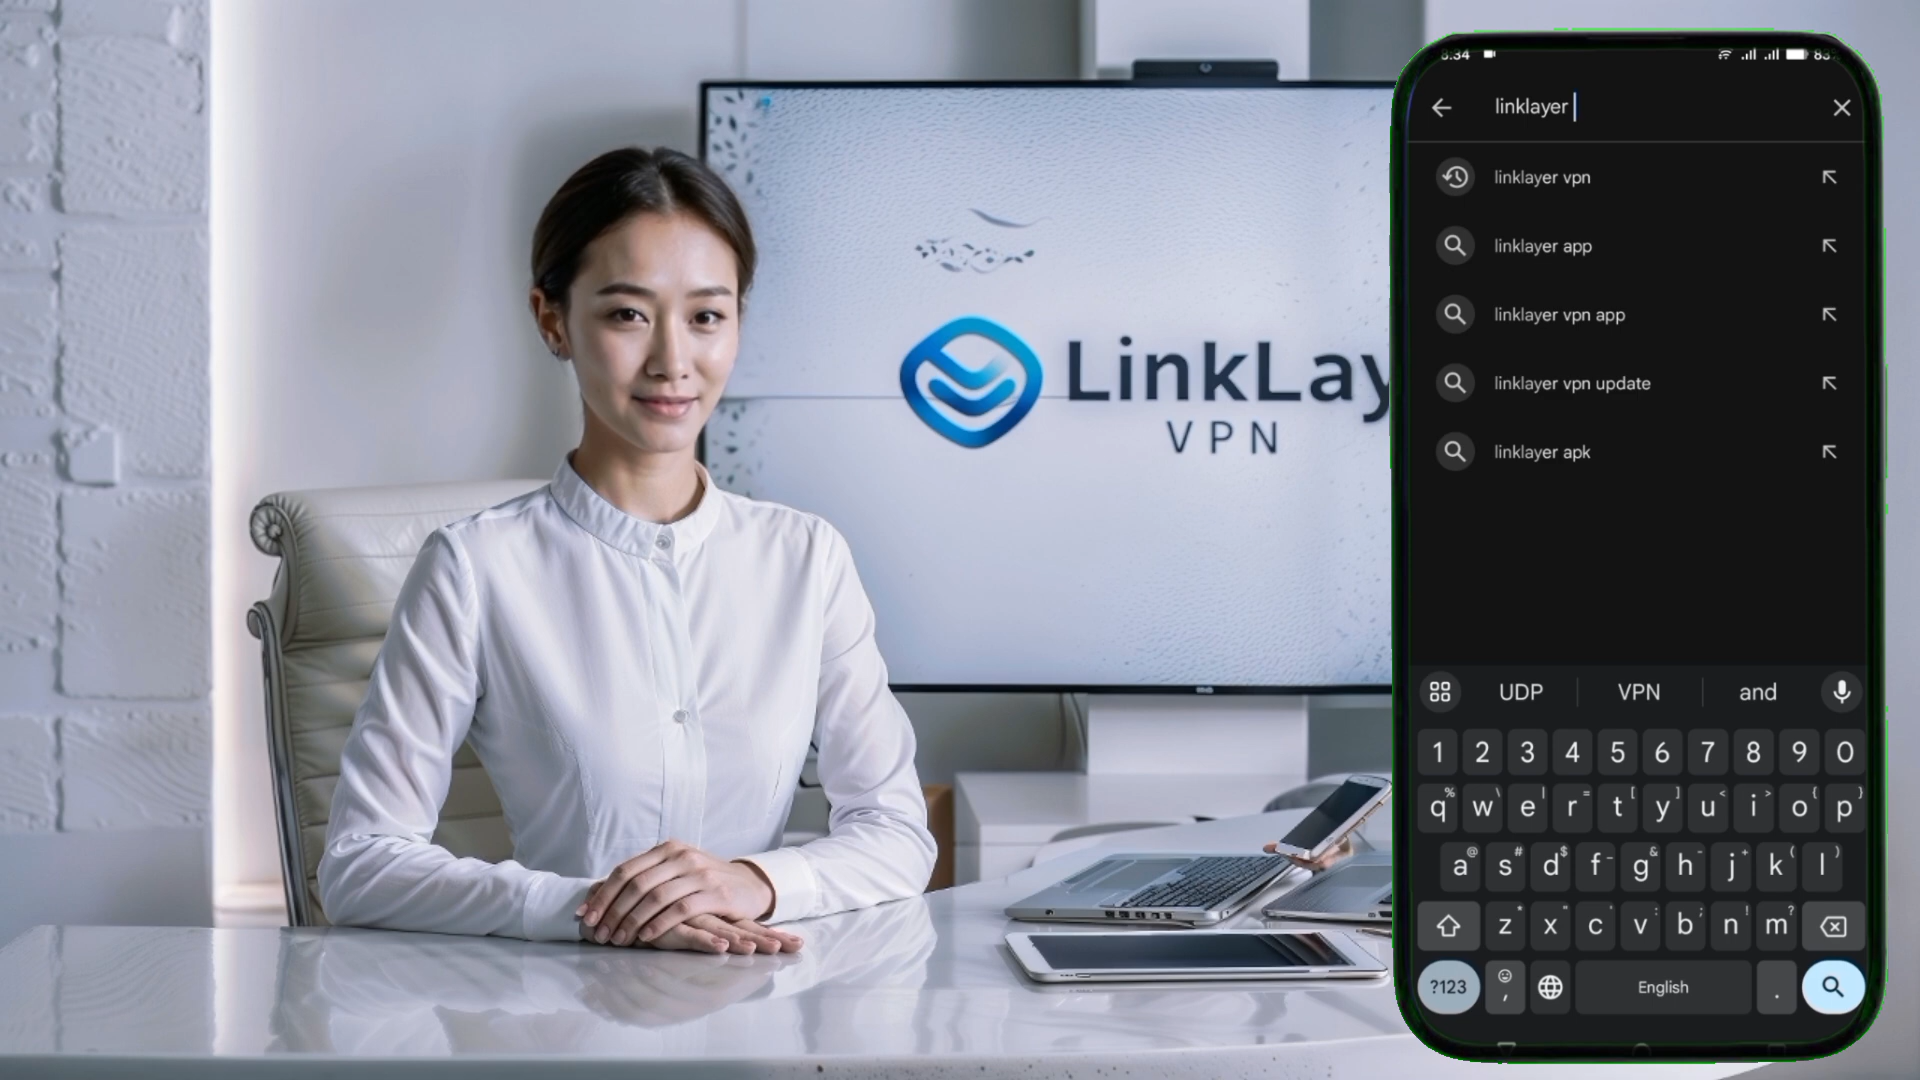 LinkLay
VPN
8:34
83
linklayer
linklayer vpn
linklayer app
linklayer vpn app
linklayer vpn update
linklayer apk
UDP VPN and
1 2 3 4 5 6 7 8 9 0
q % w \ e | r = t [ y ] u < i > o { p }
a @ s # d $ f - g & h - j + k ( l )
z * x " c ' v : b ; n ! m ?
?123 , English .